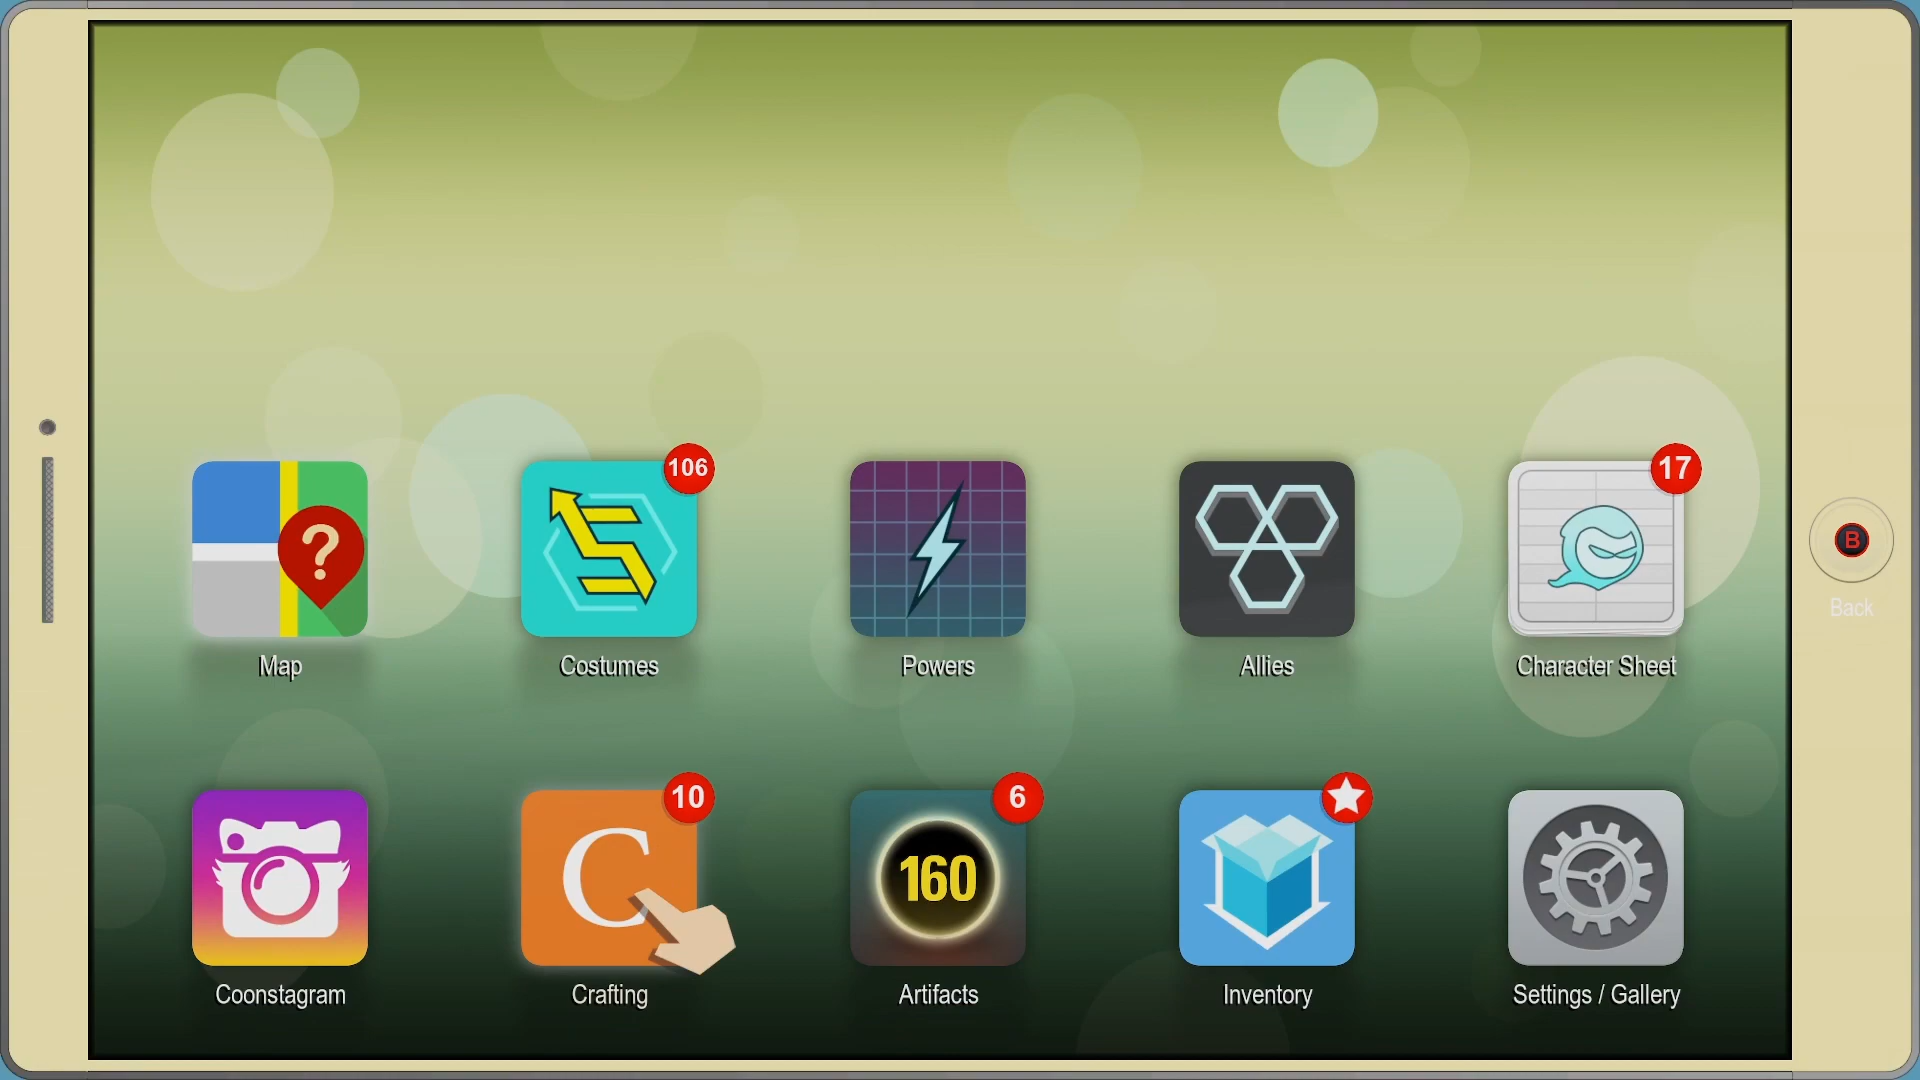 106
17
?
B
Back
Map
Costumes
Powers
Allies
Character Sheet
10
6
C
160
Coonstagram
Crafting
Artifacts
Inventory
Settings / Gallery